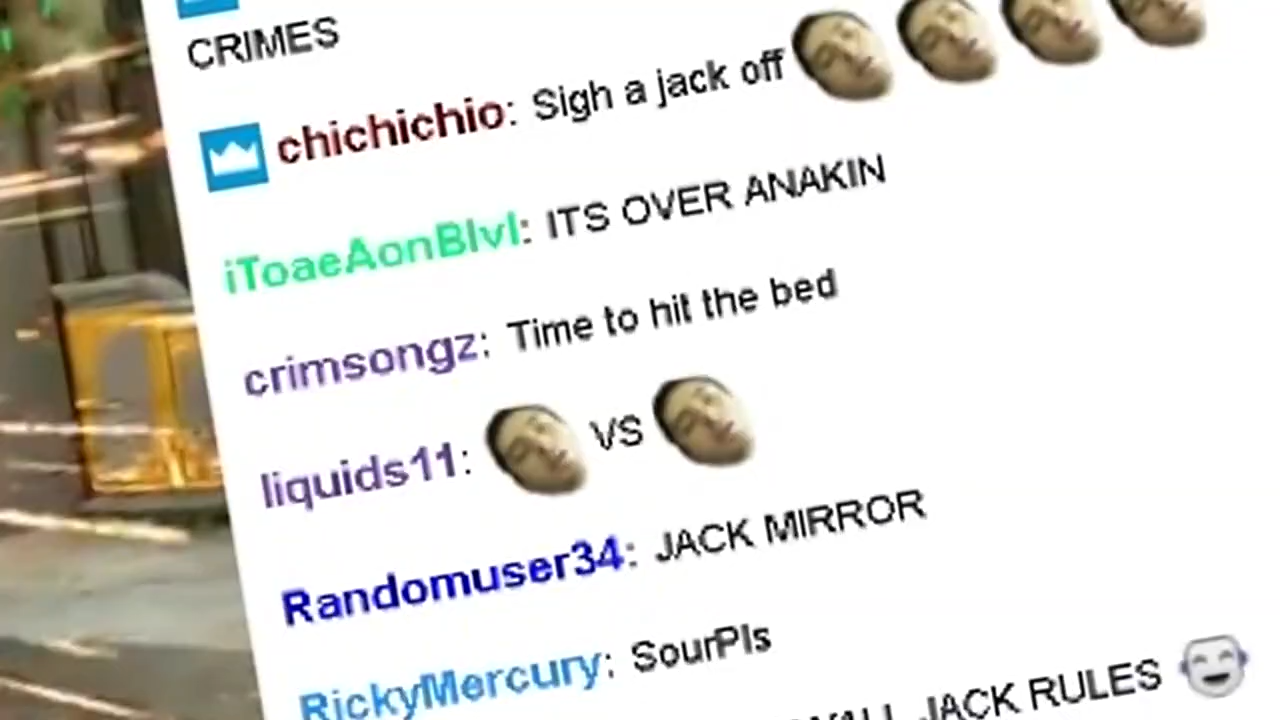 CRIMES
chichichio: Sigh a jack off
iToaeAonBlvl: ITS OVER ANAKIN
crimsongz: Time to hit the bed
liquids11: VS
Randomuser34: JACK MIRROR
RickyMercury: SourPls
JACK RULES